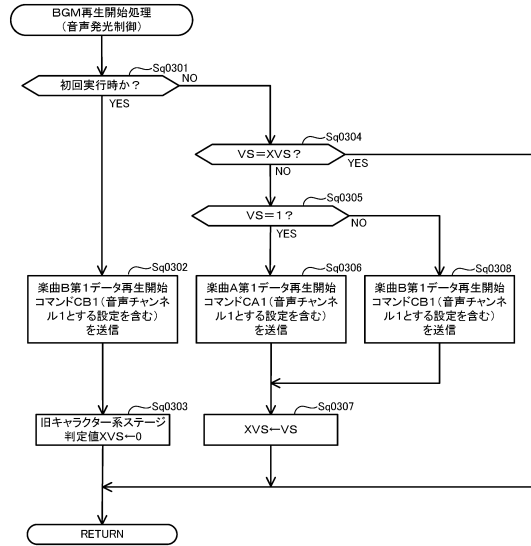 BGM再生開始処理
(音声発光制御)
Sq0301
初回実行時か？
NO
YES
Sq0304
VS＝XVS？
YES
NO
Sq0305
VS＝1？
NO
YES
Sq0302
楽曲B第1データ再生開始
コマンドCB1(音声チャンネ
ル1とする設定を含む)
を送信
Sq0306
楽曲A第1データ再生開始
コマンドCA1(音声チャンネ
ル1とする設定を含む)
を送信
Sq0308
楽曲B第1データ再生開始
コマンドCB1(音声チャンネ
ル1とする設定を含む)
を送信
Sq0303
旧キャラクター系ステージ
判定値XVS←0
Sq0307
XVS←VS
RETURN